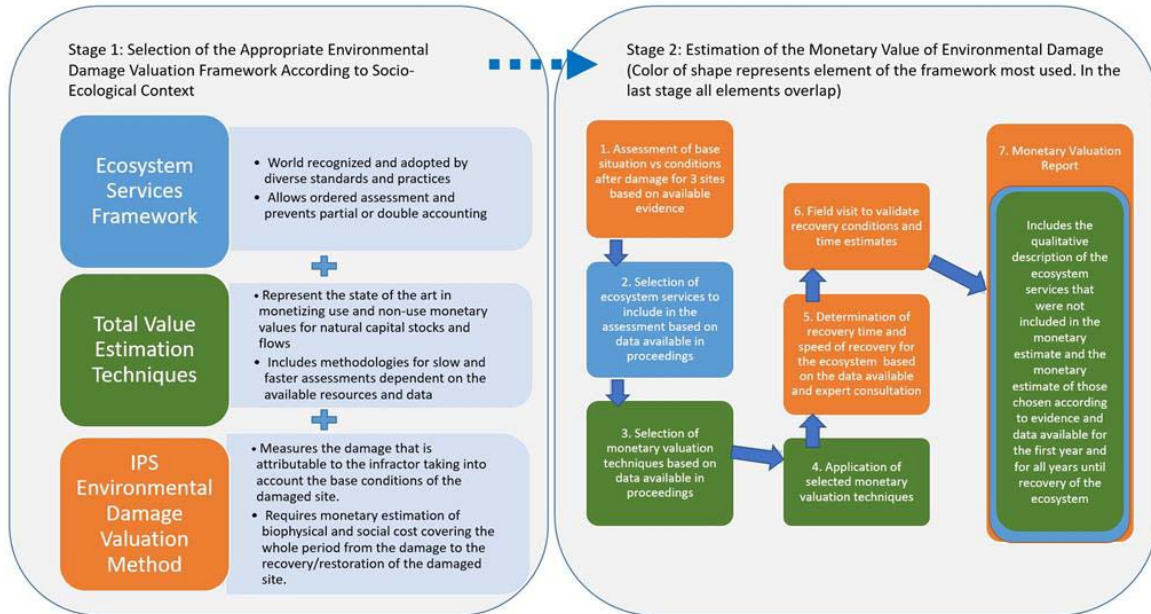 Stage 1: Selection of the Appropriate Environmental
Damage Valuation Framework According to Socio-
Ecological Context
Ecosystem
Services
Framework
• World recognized and adopted by
diverse standards and practices
• Allows ordered assessment and
prevents partial or double accounting
Total Value
Estimation
Techniques
• Represent the state of the art in
monetizing use and non-use monetary
values for natural capital stocks and
flows
• Includes methodologies for slow and
faster assessments dependent on the
available resources and data
IPS
Environmental
Damage
Valuation
Method
• Measures the damage that is
attributable to the infractor taking into
account the base conditions of the
damaged site.
• Requires monetary estimation of
biophysical and social cost covering the
whole period from the damage to the
recovery/restoration of the damaged
site.
Stage 2: Estimation of the Monetary Value of Environmental Damage
(Color of shape represents element of the framework most used. In the
last stage all elements overlap)
1. Assessment of base
situation vs conditions
after damage for 3 sites
based on available
evidence
2. Selection of
ecosystem services to
include in the
assessment based on
data available in
proceedings
3. Selection of
monetary valuation
techniques based on
data available in
proceedings
4. Application of
selected monetary
valuation techniques
5. Determination of
recovery time and
speed of recovery for
the ecosystem based
on the data available
and expert consultation
6. Field visit to validate
recovery conditions and
time estimates
7. Monetary Valuation
Report
Includes the
qualitative
description of the
ecosystem
services that
were not
included in the
monetary
estimate and the
monetary
estimate of those
chosen according
to evidence and
data available for
the first year and
for all years until
recovery of the
ecosystem